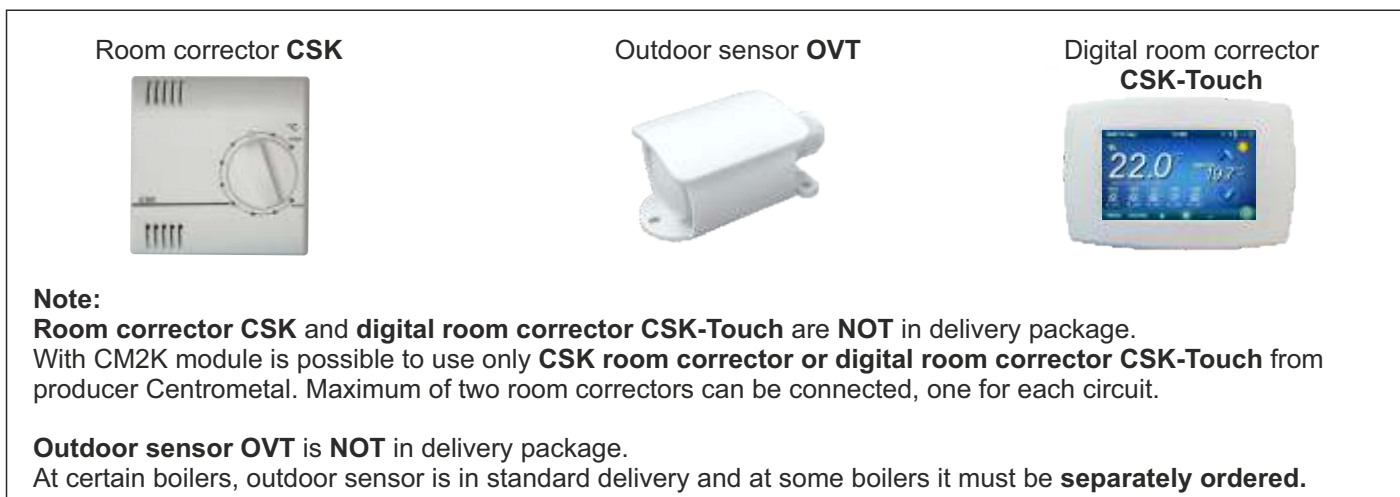 Room corrector CSK
Outdoor sensor OVT
Digital room corrector
CSK-Touch
22.0
19.7
Note:
Room corrector CSK and digital room corrector CSK-Touch are NOT in delivery package.
With CM2K module is possible to use only CSK room corrector or digital room corrector CSK-Touch from
producer Centrometal. Maximum of two room correctors can be connected, one for each circuit.
Outdoor sensor OVT is NOT in delivery package.
At certain boilers, outdoor sensor is in standard delivery and at some boilers it must be separately ordered.